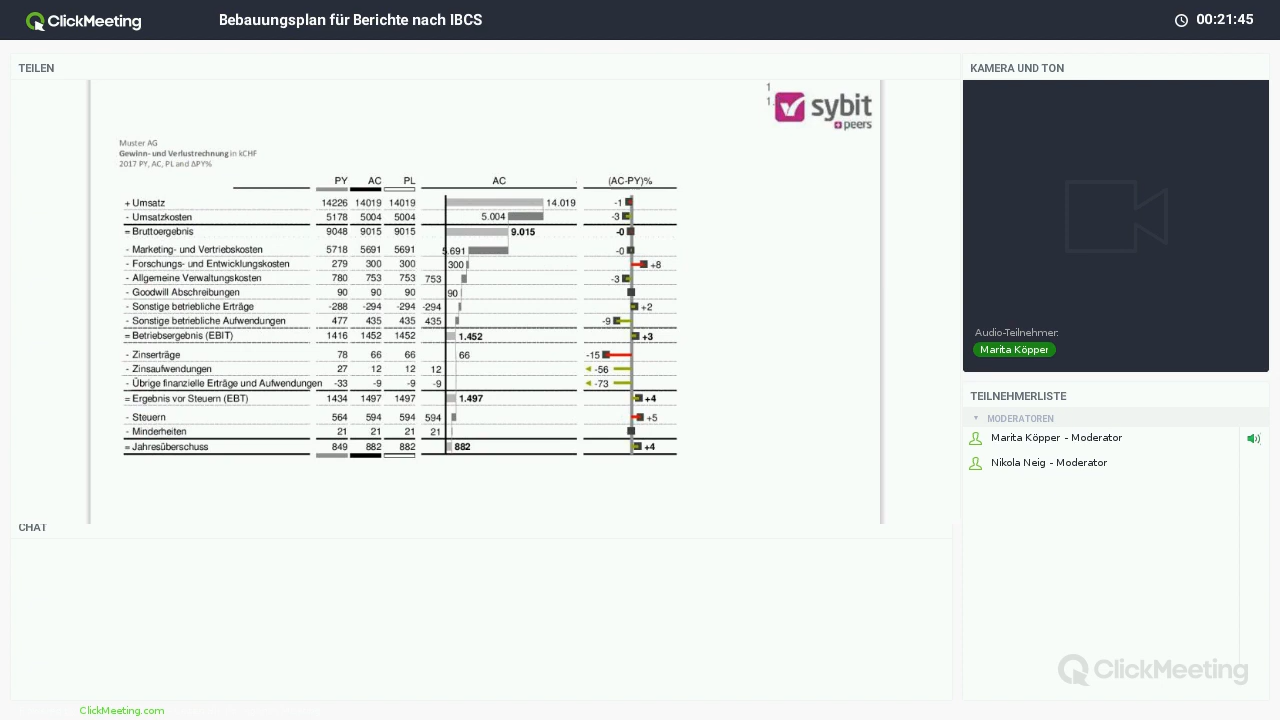 ClickMeeting
Bebauungsplan für Berichte nach IBCS
00:21:45
TEILEN
1
1.
sybit
peers
Muster AG
Gewinn- und Verlustrechnung in kCHF
2017 PY, AC, PL and ΔPY%
PY AC PL AC (AC-PY)%
+ Umsatz 14226 14019 14019 14.019 -1
- Umsatzkosten 5178 5004 5004 5.004 -3
= Bruttoergebnis 9048 9015 9015 9.015 -0
- Marketing- und Vertriebskosten 5718 5691 5691 5.691 -0
- Forschungs- und Entwicklungskosten 279 300 300 300 +8
- Allgemeine Verwaltungskosten 780 753 753 753 -3
- Goodwill Abschreibungen 90 90 90 90
- Sonstige betriebliche Erträge -288 -294 -294 -294 +2
- Sonstige betriebliche Aufwendungen 477 435 435 435 -9
= Betriebsergebnis (EBIT) 1416 1452 1452 1.452 +3
- Zinserträge 78 66 66 66 -15
- Zinsaufwendungen 27 12 12 12 -56
- Übrige finanzielle Erträge und Aufwendungen -33 -9 -9 -9 -73
= Ergebnis vor Steuern (EBT) 1434 1497 1497 1.497 +4
- Steuern 564 594 594 594 +5
- Minderheiten 21 21 21 21
= Jahresüberschuss 849 882 882 882 +4
CHAT
KAMERA UND TON
Audio-Teilnehmer:
Marita Köpper
TEILNEHMERLISTE
MODERATOREN
Marita Köpper - Moderator
Nikola Neig - Moderator
ClickMeeting
ClickMeeting.com